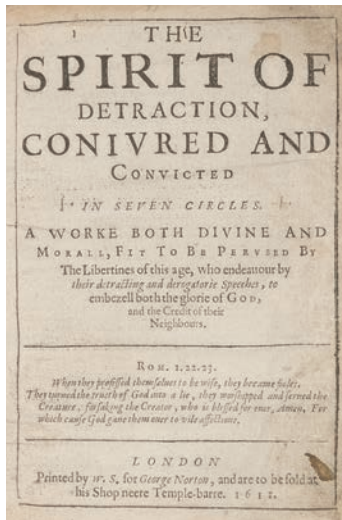 THE
SPIRIT OF
DETRACTION,
CONIVRED AND
CONVICTED
IN SEVEN CIRCLES.
A WORKE BOTH DIVINE AND
MORALL, FIT TO BE PERVSED BY
The Libertines of this age, who endeauour by
their detracting and derogatorie Speeches, to
embezell both the glorie of GOD,
and the Credit of their
Neighbours.
ROM. 1.22.25.
When they professed themselues to be wise, they became fooles.
They turned the truth of God into a lie, they worshipped and serued the
Creature, forsaking the Creator, who is blessed for euer, Amen. For
which cause God gaue them ouer to vile affections.
LONDON
Printed by W. S. for George Norton, and are to be sold at
his Shop neere Temple-barre. 1611.